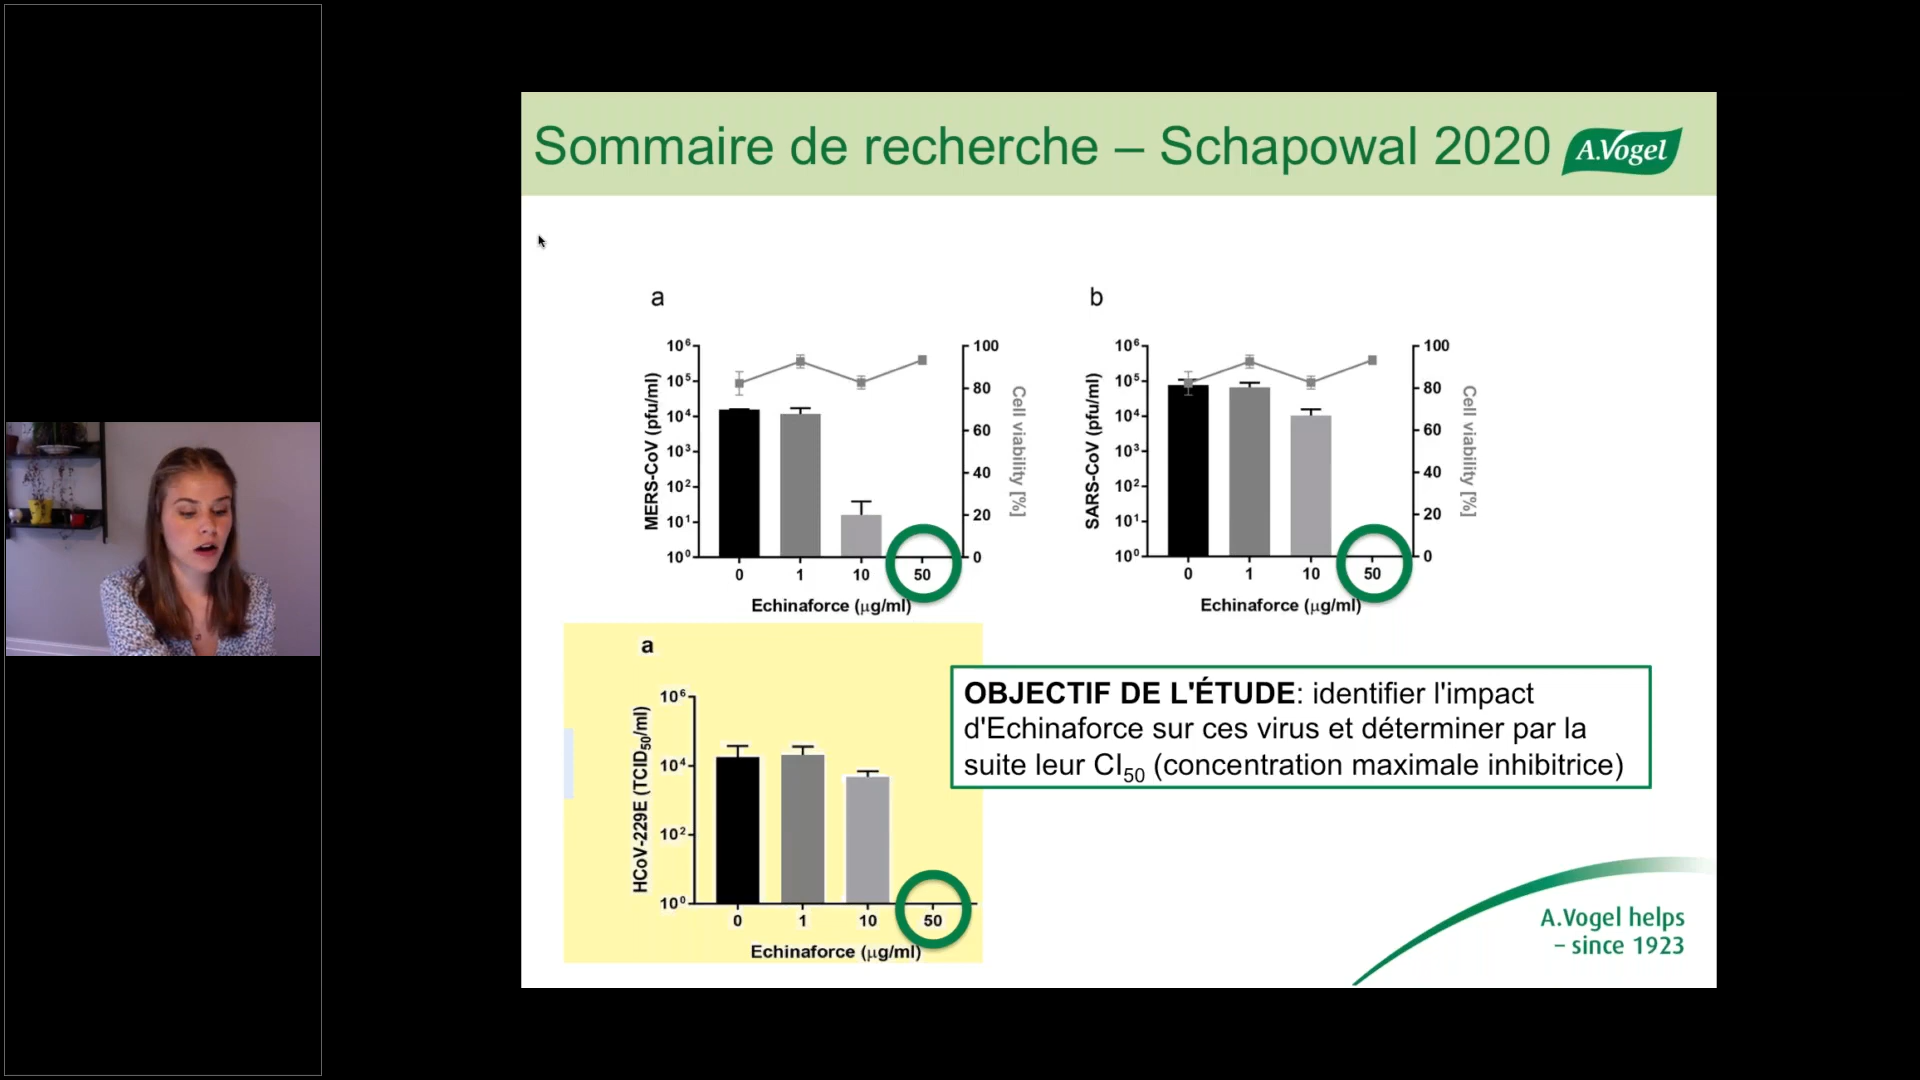 Sommaire de recherche – Schapowal 2020
A.Vogel
a
10⁶
10⁵
10⁴
10³
10²
10¹
10⁰
MERS-CoV (pfu/ml)
100
80
60
40
20
0
Cell viability [%]
0 1 10 50
Echinaforce (µg/ml)
b
10⁶
10⁵
10⁴
10³
10²
10¹
10⁰
SARS-CoV (pfu/ml)
100
80
60
40
20
0
Cell viability [%]
0 1 10 50
Echinaforce (µg/ml)
a
10⁶
10⁴
10²
10⁰
HCoV-229E (TCID₅₀/ml)
0 1 10 50
Echinaforce (µg/ml)
OBJECTIF DE L'ÉTUDE: identifier l'impact
d'Echinaforce sur ces virus et déterminer par la
suite leur CI₅₀ (concentration maximale inhibitrice)
A.Vogel helps
– since 1923